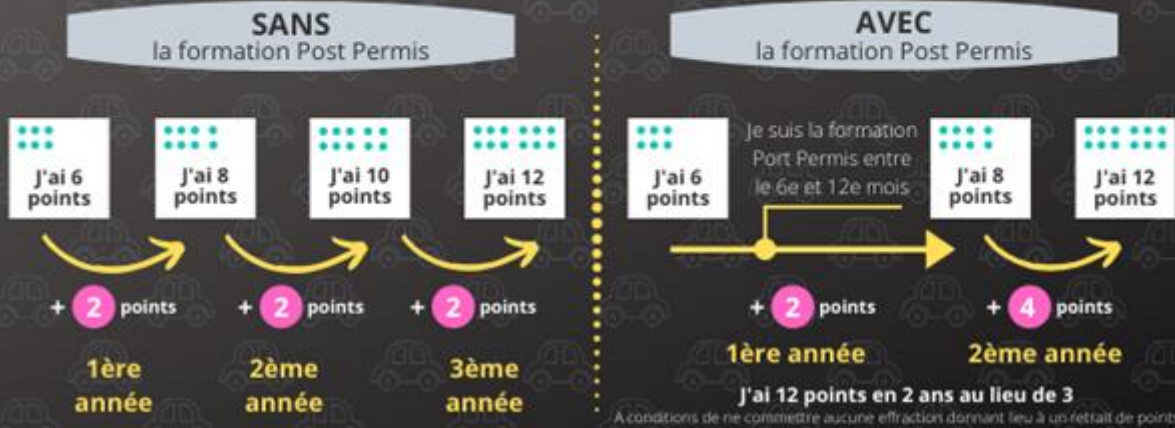 SANS
la formation Post Permis
J'ai 6
points
J'ai 8
points
J'ai 10
points
J'ai 12
points
+ 2 points
+ 2 points
+ 2 points
1ère
année
2ème
année
3ème
année
AVEC
la formation Post Permis
J'ai 6
points
Je suis la formation
Port Permis entre
le 6e et 12e mois
J'ai 8
points
J'ai 12
points
+ 2 points
+ 4 points
1ère année
2ème année
J'ai 12 points en 2 ans au lieu de 3
A conditions de ne commettre aucune effraction donnant lieu à un retrait de point